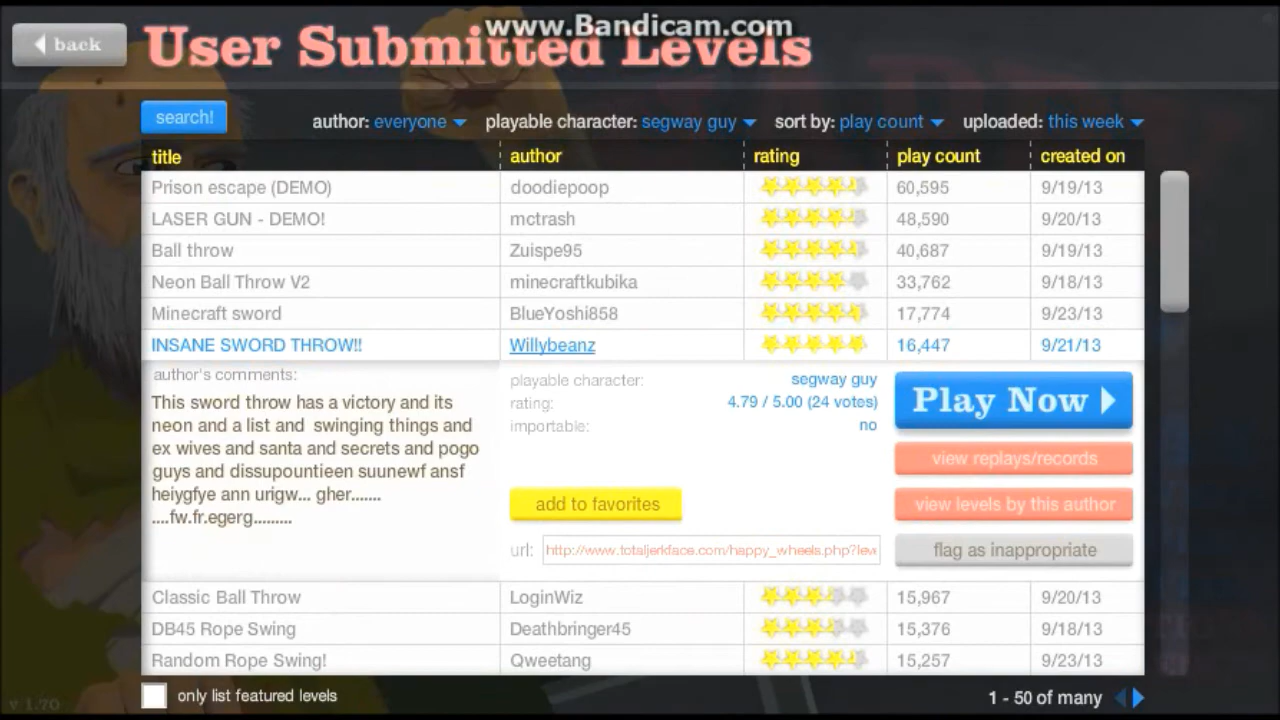 www.Bandicam.com
back
User Submitted Levels
search!
author: everyone playable character: segway guy sort by: play count uploaded: this week
title author rating play count created on
Prison escape (DEMO) doodiepoop 60,595 9/19/13
LASER GUN - DEMO! mctrash 48,590 9/20/13
Ball throw Zuispe95 40,687 9/19/13
Neon Ball Throw V2 minecraftkubika 33,762 9/18/13
Minecraft sword BlueYoshi858 17,774 9/23/13
INSANE SWORD THROW!! Willybeanz 16,447 9/21/13
author's comments:
This sword throw has a victory and its
neon and a list and swinging things and
ex wives and santa and secrets and pogo
guys and dissupountieen suunewf ansf
heiygfye ann urigw... gher.......
....fw.fr.egerg.........
playable character: segway guy
rating: 4.79 / 5.00 (24 votes)
importable: no
add to favorites
url: http://www.totaljerkface.com/happy_wheels.php?leve
Play Now
view replays/records
view levels by this author
flag as inappropriate
Classic Ball Throw LoginWiz 15,967 9/20/13
DB45 Rope Swing Deathbringer45 15,376 9/18/13
Random Rope Swing! Qweetang 15,257 9/23/13
only list featured levels
1 - 50 of many
v 1.70